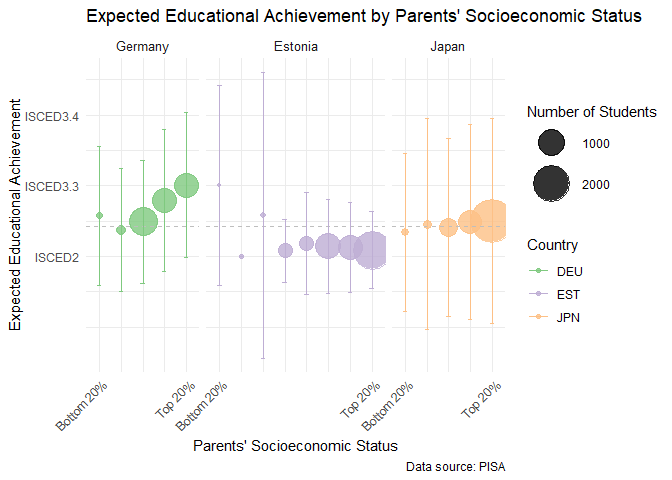 Expected Educational Achievement by Parents' Socioeconomic Status
Germany
Estonia
Japan
Expected Educational Achievement
ISCED3.4
ISCED3.3
ISCED2
Bottom 20%
Top 20%
Bottom 20%
Top 20%
Bottom 20%
Top 20%
Parents' Socioeconomic Status
Number of Students
1000
2000
Country
DEU
EST
JPN
Data source: PISA